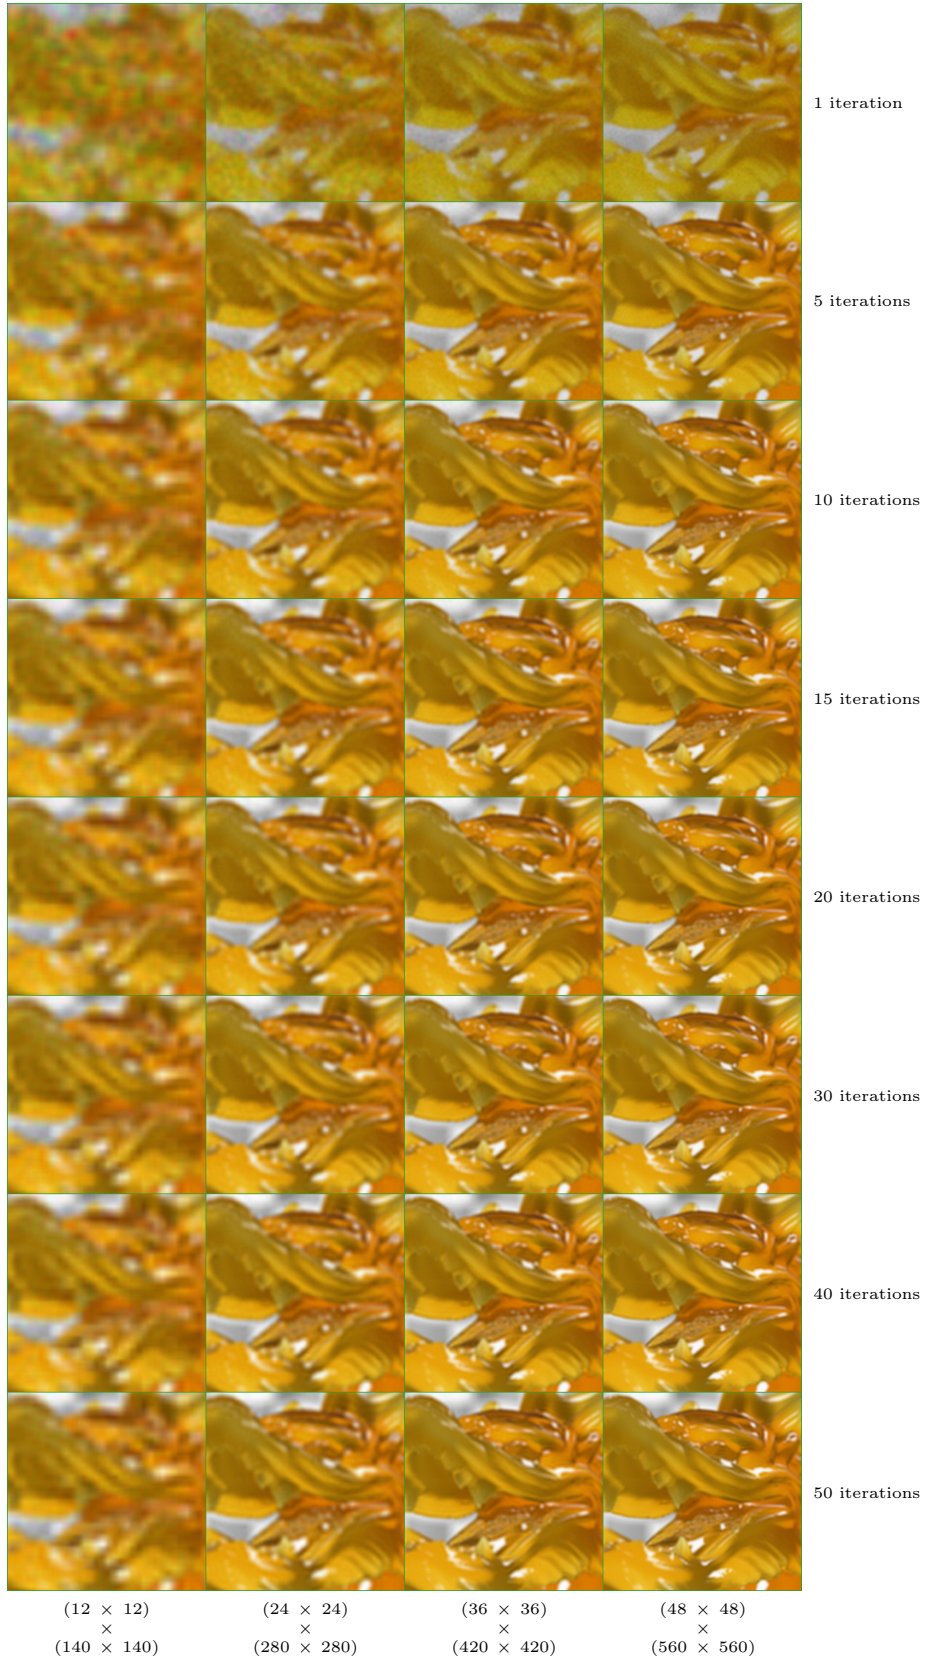 1 iteration
5 iterations
10 iterations
15 iterations
20 iterations
30 iterations
40 iterations
50 iterations
(12 × 12) (24 × 24) (36 × 36) (48 × 48)
× × × ×
(140 × 140) (280 × 280) (420 × 420) (560 × 560)